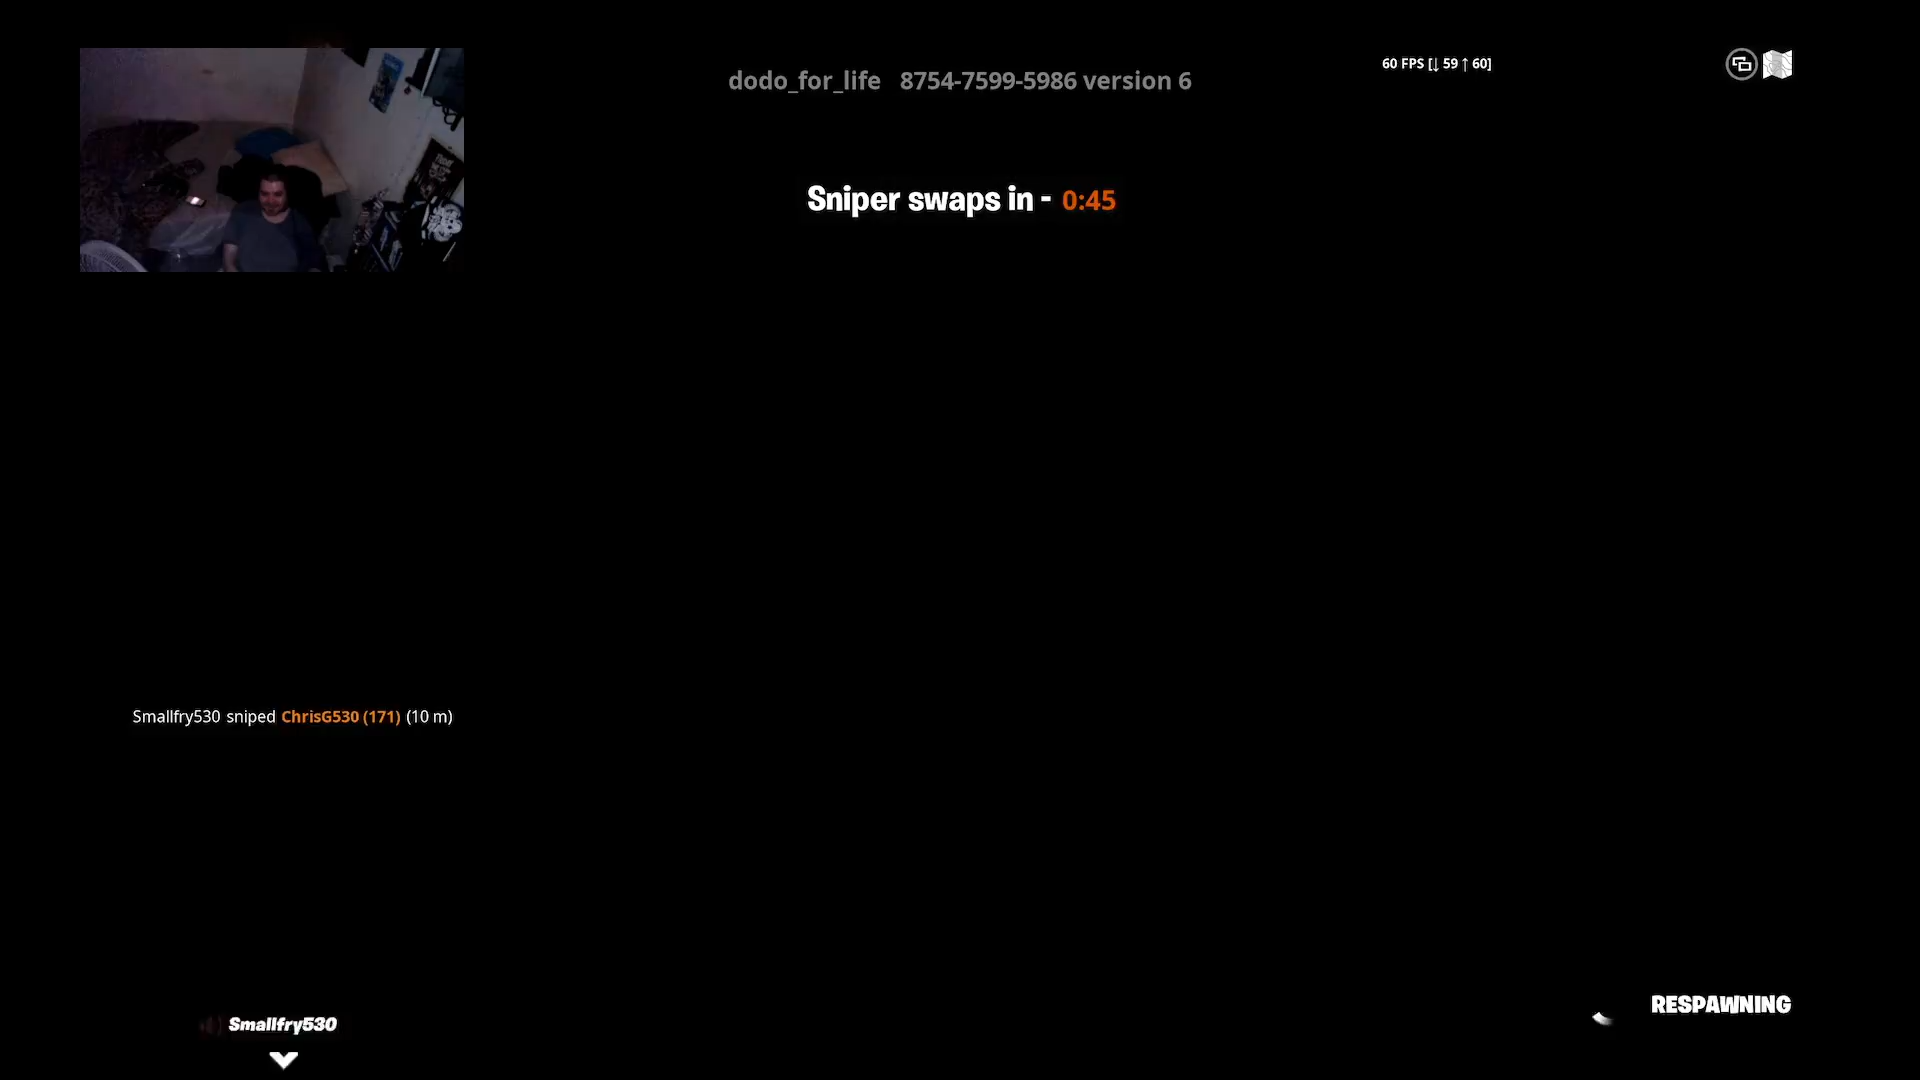 dodo_for_life 8754-7599-5986 version 6
60 FPS [↓ 59 ↑ 60]
Sniper swaps in - 0:45
Smallfry530 sniped ChrisG530 (171) (10 m)
RESPAWNING
Smallfry530